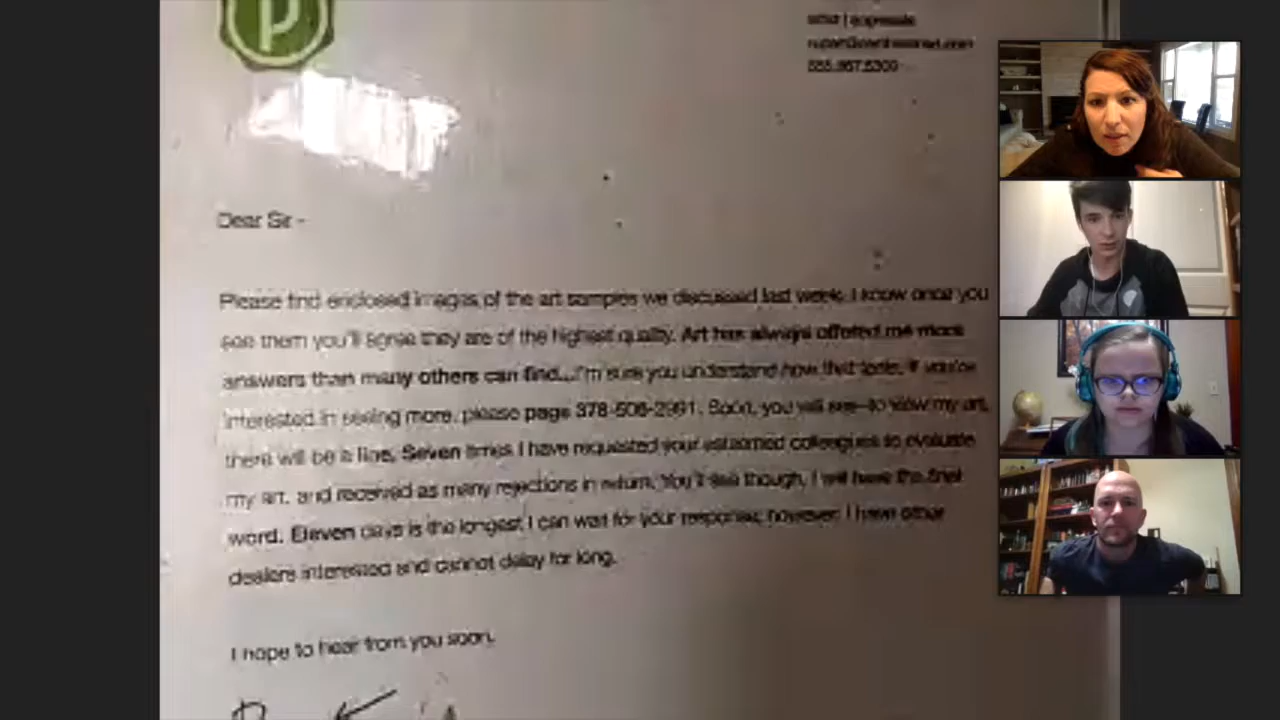 P
555.867.5309
Dear Sir -
Please find enclosed images of the art samples we discussed last week. I know once you
see them you'll agree they are of the highest quality. Art has always offered me more
answers than many others can find... I'm sure you understand how that feels. If you're
interested in seeing more, please page 378-506-2991. Soon, you will see—to view my art,
there will be a line. Seven times I have requested your esteemed colleagues to evaluate
my art, and received as many rejections in return. You'll see though, I will have the final
word. Eleven days is the longest I can wait for your response, however. I have other
dealers interested and cannot delay for long.
I hope to hear from you soon.